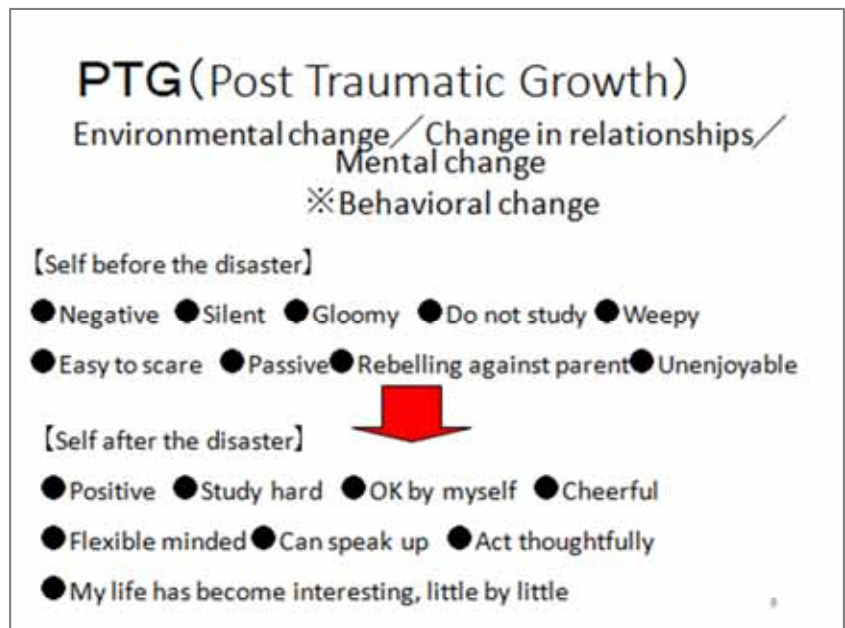 PTG(Post Traumatic Growth)
Environmental change／Change in relationships／
Mental change
※Behavioral change
【Self before the disaster】
●Negative ●Silent ●Gloomy ●Do not study ●Weepy
●Easy to scare ●Passive●Rebelling against parent●Unenjoyable
【Self after the disaster】
●Positive ●Study hard ●OK by myself ●Cheerful
●Flexible minded ●Can speak up ●Act thoughtfully
●My life has become interesting, little by little